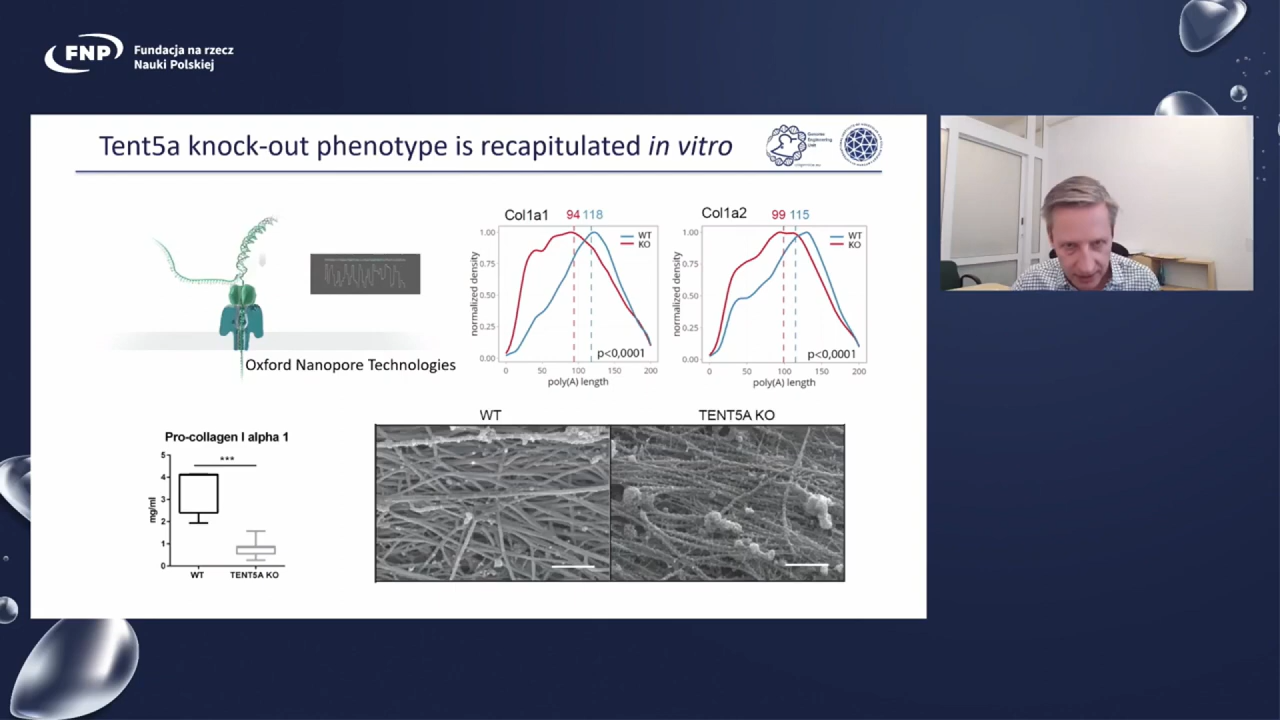 FNP
Fundacja na rzecz
Nauki Polskiej
Tent5a knock-out phenotype is recapitulated in vitro
Genome
Engineering
Unit
Oxford Nanopore Technologies
Col1a1
94 118
WT
KO
normalized density
1.00
0.75
0.50
0.25
0.00
p<0,0001
0 50 100 150 200
poly(A) length
Col1a2
99 115
WT
KO
normalized density
1.00
0.75
0.50
0.25
0.00
p<0,0001
0 50 100 150 200
poly(A) length
Pro-collagen I alpha 1
***
mg/ml
5
4
3
2
1
0
WT
TENT5A KO
WT
TENT5A KO